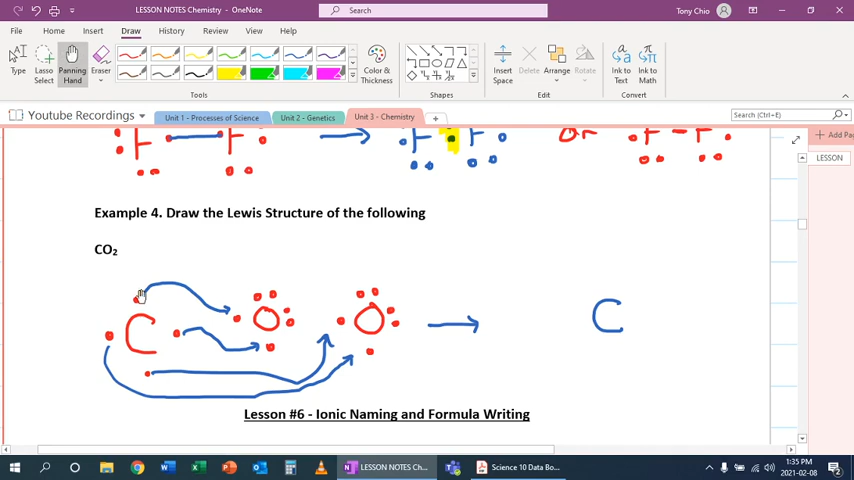 LESSON NOTES Chemistry - OneNote
Search
Tony Chio
File Home Insert Draw History Review View Help
Type
Lasso Select
Panning Hand
Eraser
Color & Thickness
Insert Space
Delete
Arrange
Rotate
Ink to Text
Ink to Math
Tools
Shapes
Edit
Convert
Youtube Recordings
Unit 1 - Processes of Science
Unit 2 - Genetics
Unit 3 - Chemistry
+
Search (Ctrl+E)
Add Pa
LESSON
F F F F or F - F
Example 4. Draw the Lewis Structure of the following
CO₂
C O O C
Lesson #6 - Ionic Naming and Formula Writing
LESSON NOTES Ch...
Science 10 Data Bo...
1:35 PM
2021-02-08
2